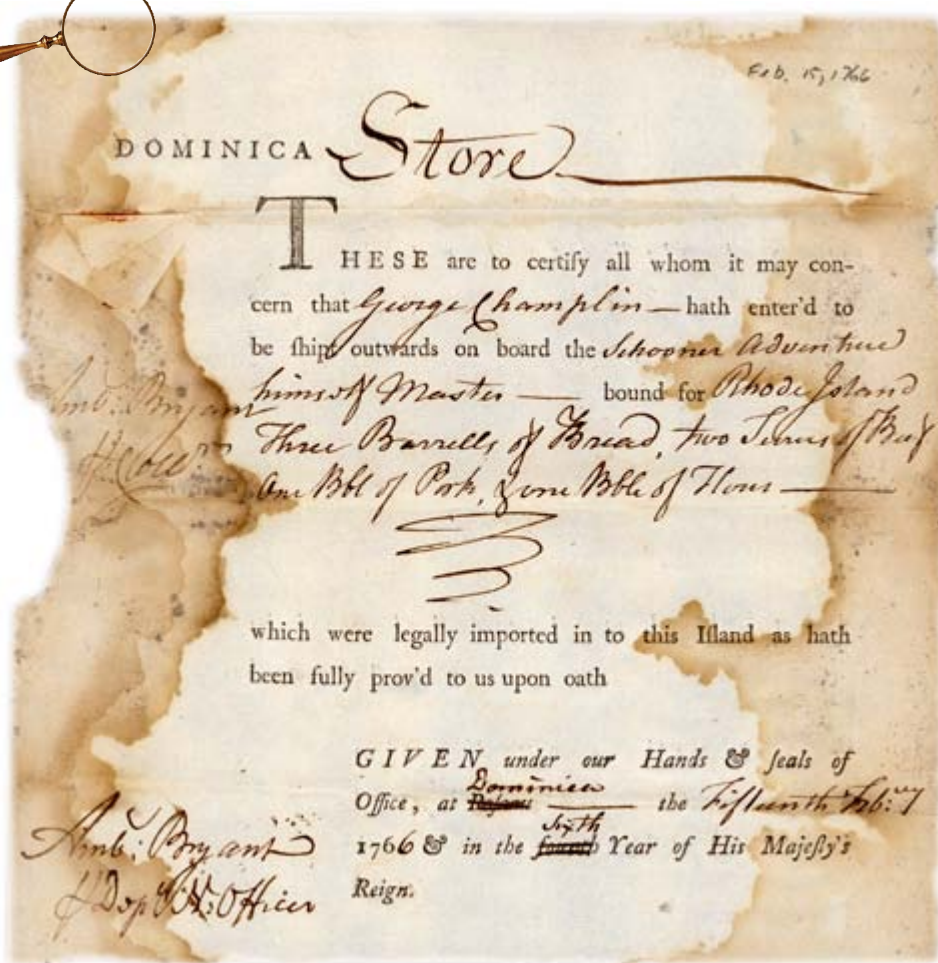 Feb. 15, 1766
DOMINICA Store
THESE are to certify all whom it may con-
cern that George Champlin — hath enter'd to
be ſhipt outwards on board the Schooner Adventure
himself Master — bound for Rhode Island
Three Barrells of Bread, two of Beef
One Bbl of Pork, & one Bble of Flour —
Amb. Bryant
which were legally imported in to this Iſland as hath
been fully prov'd to us upon oath
GIVEN under our Hands & ſeals of
Office, at Dominica — the Fifteenth Feb:ry
1766 & in the Sixth fourth Year of His Majeſty's
Reign.
Amb: Bryant
Dep N: Officer